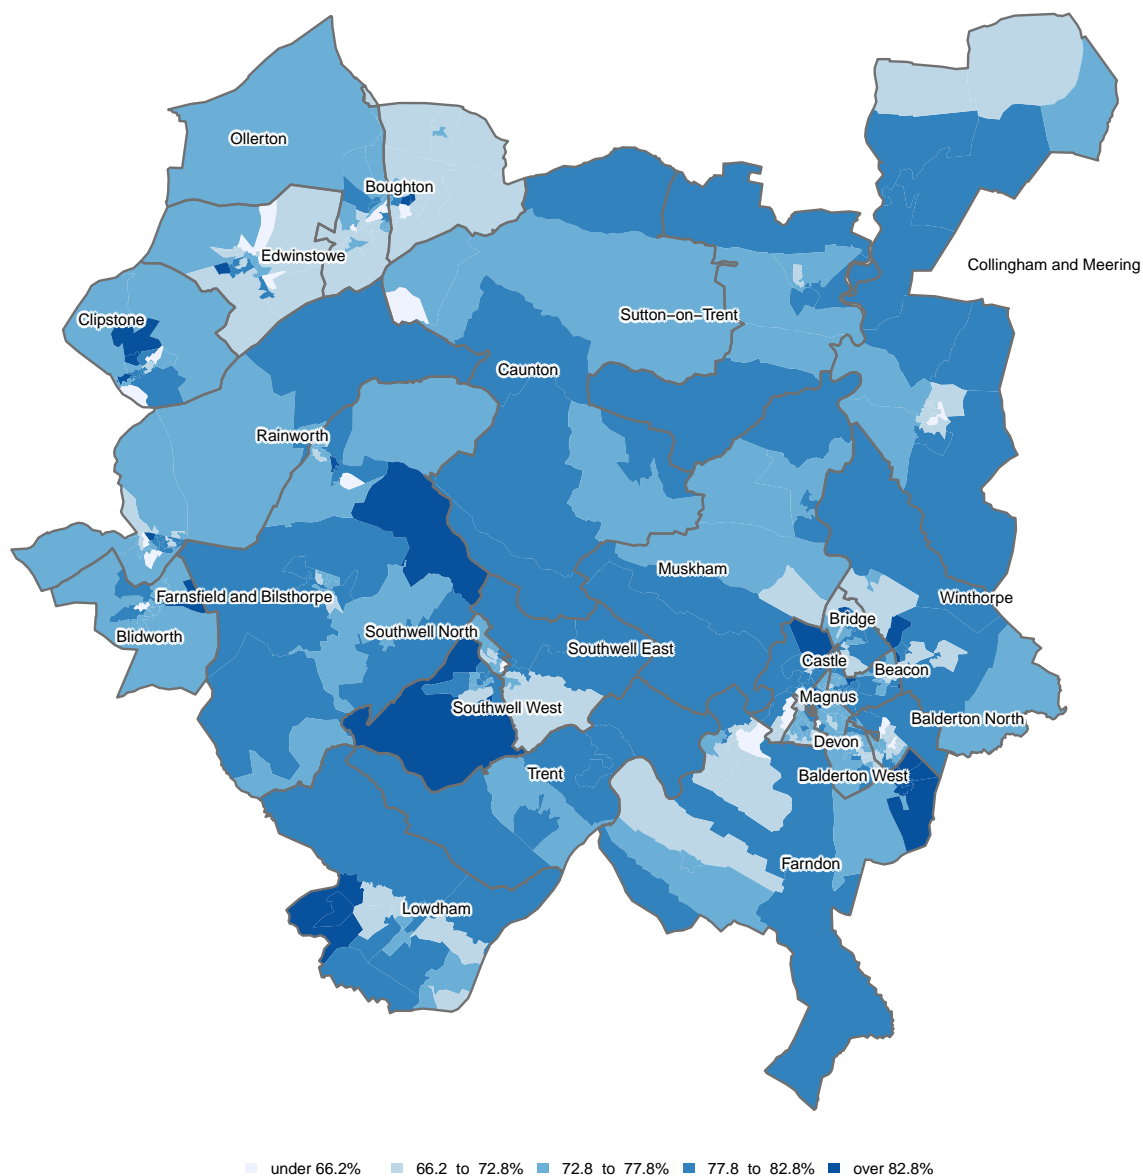 Ollerton
Boughton
Edwinstowe
Collingham and Meering
Clipstone
Sutton−on−Trent
Caunton
Rainworth
Muskham
Farnsfield and Bilsthorpe
Winthorpe
Bridge
Southwell North
Blidworth
Southwell East
Castle
Beacon
Magnus
Southwell West
Balderton North
Devon
Trent
Balderton West
Farndon
Lowdham
under 66.2%
66.2 to 72.8%
72.8 to 77.8%
77.8 to 82.8%
over 82.8%